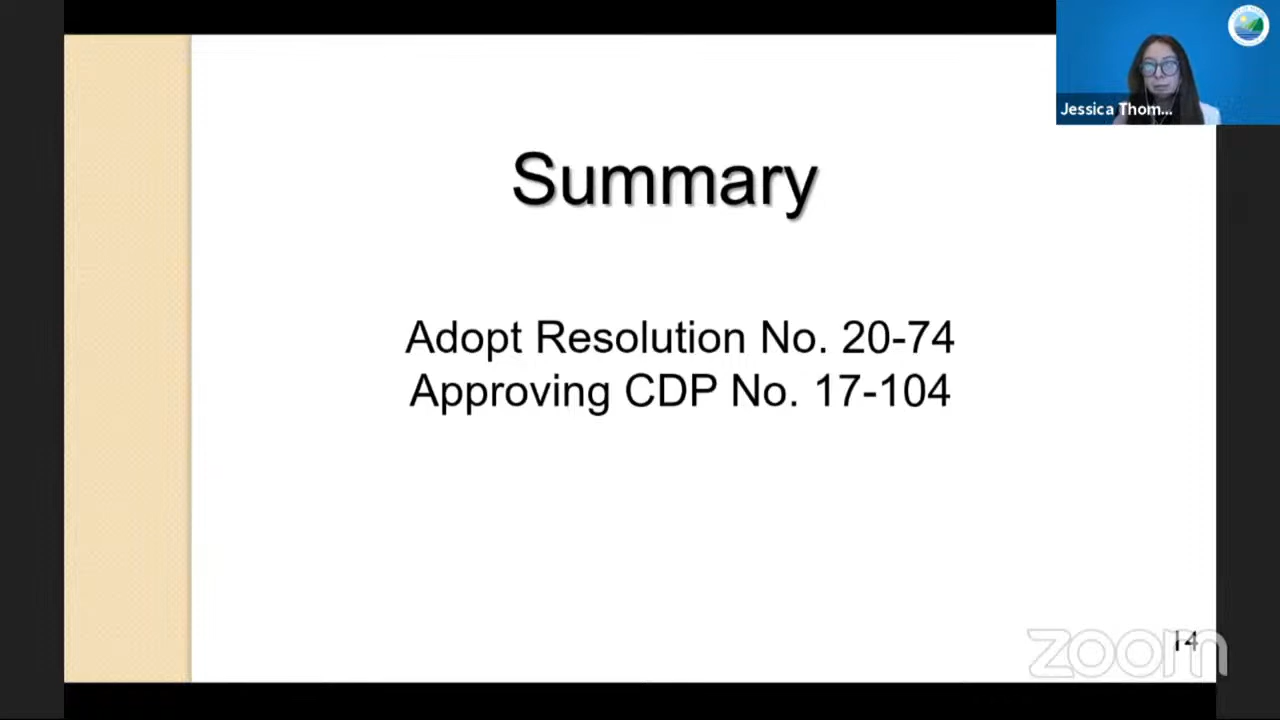 Jessica Thom...
Summary
Adopt Resolution No. 20-74
Approving CDP No. 17-104
14
zoom